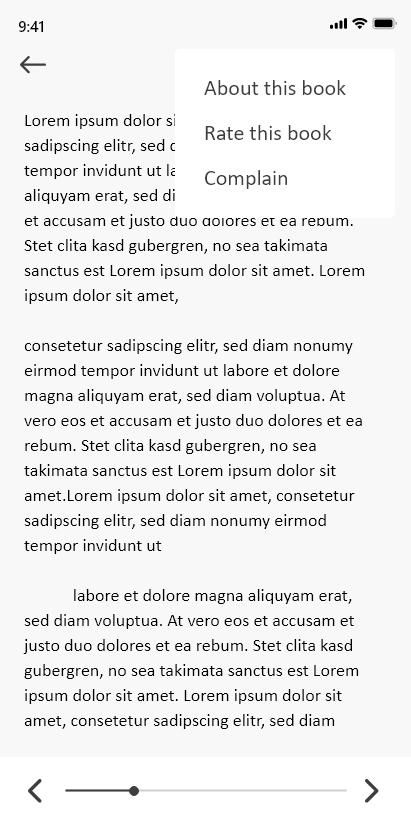 9:41
About this book
Rate this book
Complain
Lorem ipsum dolor
sadipscing elitr, sed
tempor invidunt ut
aliquyam erat, sed
et accusam et justo duo dolores et ea rebum.
Stet clita kasd gubergren, no sea takimata
sanctus est Lorem ipsum dolor sit amet. Lorem
ipsum dolor sit amet,
consetetur sadipscing elitr, sed diam nonumy
eirmod tempor invidunt ut labore et dolore
magna aliquyam erat, sed diam voluptua. At
vero eos et accusam et justo duo dolores et ea
rebum. Stet clita kasd gubergren, no sea
takimata sanctus est Lorem ipsum dolor sit
amet.Lorem ipsum dolor sit amet, consetetur
sadipscing elitr, sed diam nonumy eirmod
tempor invidunt ut
labore et dolore magna aliquyam erat,
sed diam voluptua. At vero eos et accusam et
justo duo dolores et ea rebum. Stet clita kasd
gubergren, no sea takimata sanctus est Lorem
ipsum dolor sit amet. Lorem ipsum dolor sit
amet, consetetur sadipscing elitr, sed diam